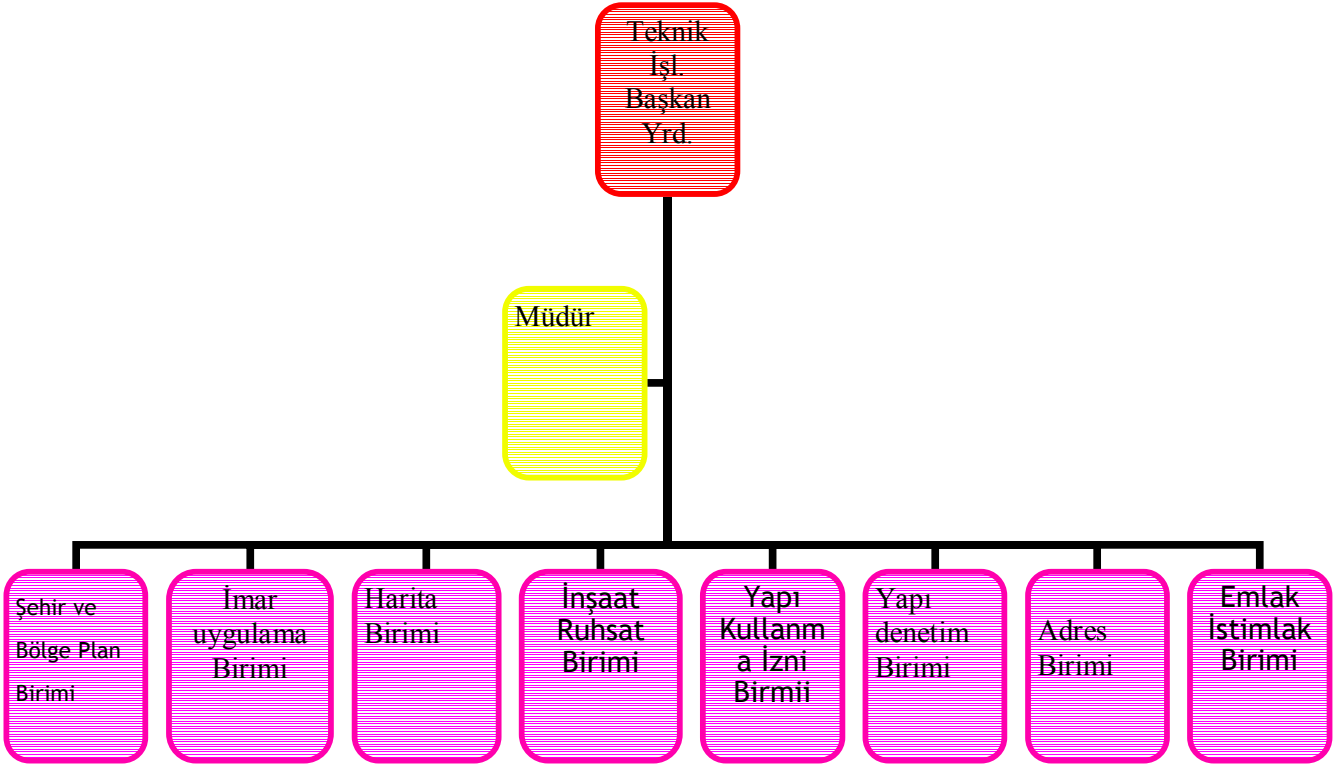 Teknik
İşl.
Başkan
Yrd.
Müdür
Şehir ve
Bölge Plan
Birimi
İmar
uygulama
Birimi
Harita
Birimi
İnşaat
Ruhsat
Birimi
Yapı
Kullanm
a İzni
Birmii
Yapı
denetim
Birimi
Adres
Birimi
Emlak
İstimlak
Birimi